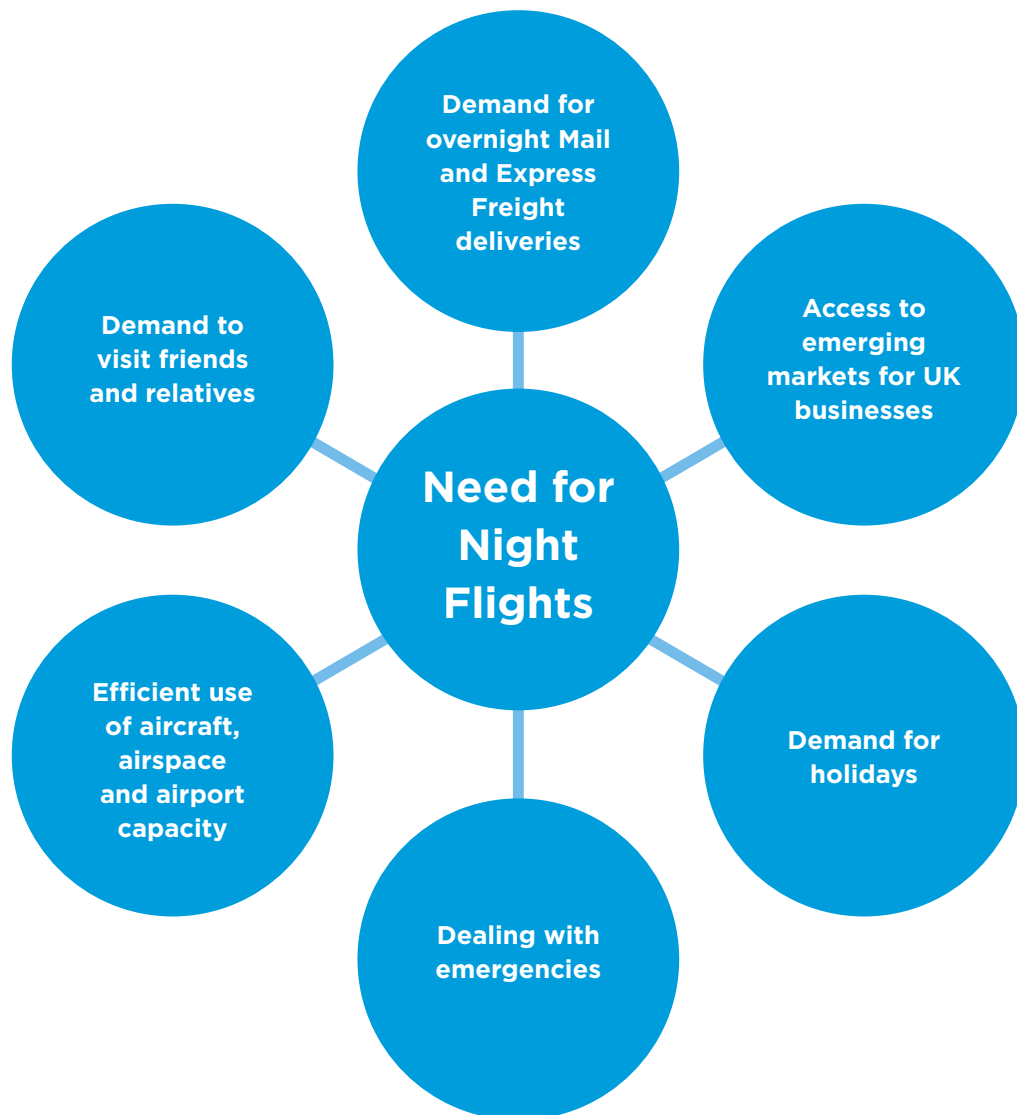 Demand for
overnight Mail
and Express
Freight
deliveries
Demand to
visit friends
and relatives
Access to
emerging
markets for UK
businesses
Need for
Night
Flights
Efficient use
of aircraft,
airspace
and airport
capacity
Demand for
holidays
Dealing with
emergencies